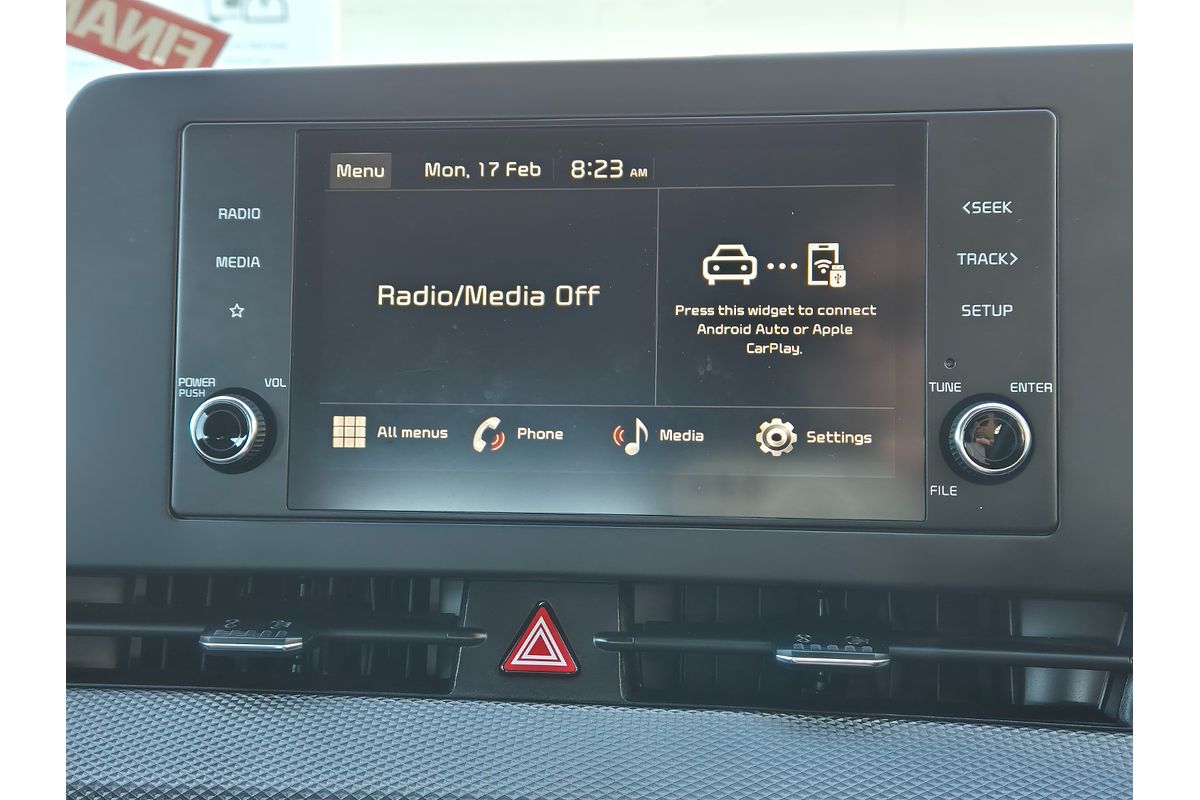 FINAN
Menu
Mon, 17 Feb
8:23 AM
RADIO
MEDIA
POWER
PUSH
VOL
Radio/Media Off
Press this widget to connect
Android Auto or Apple
CarPlay.
All menus
Phone
Media
Settings
<SEEK
TRACK>
SETUP
TUNE
ENTER
FILE